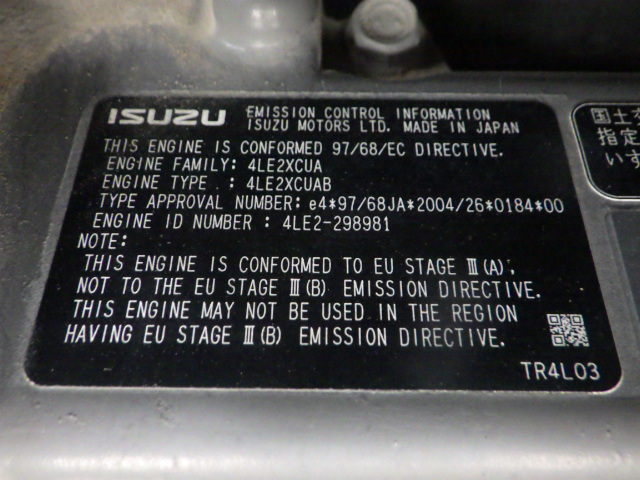 ISUZU EMISSION CONTROL INFORMATION
ISUZU MOTORS LTD. MADE IN JAPAN
THIS ENGINE IS CONFORMED 97/68/EC DIRECTIVE.
ENGINE FAMILY: 4LE2XCUA
ENGINE TYPE : 4LE2XCUAB
TYPE APPROVAL NUMBER: e4*97/68JA*2004/26*0184*00
ENGINE ID NUMBER : 4LE2-298981
NOTE:
THIS ENGINE IS CONFORMED TO EU STAGE Ⅲ(A),
NOT TO THE EU STAGE Ⅲ(B) EMISSION DIRECTIVE.
THIS ENGINE MAY NOT BE USED IN THE REGION
HAVING EU STAGE Ⅲ(B) EMISSION DIRECTIVE.
TR4L03
国土
指定
いす